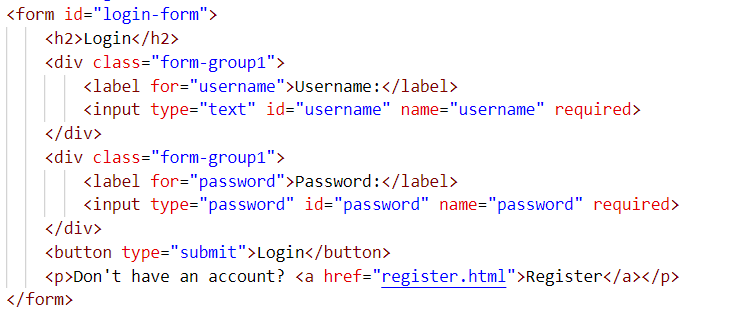 <form id="login-form">
<h2>Login</h2>
<div class="form-group1">
<label for="username">Username:</label>
<input type="text" id="username" name="username" required>
</div>
<div class="form-group1">
<label for="password">Password:</label>
<input type="password" id="password" name="password" required>
</div>
<button type="submit">Login</button>
<p>Don't have an account? <a href="register.html">Register</a></p>
</form>